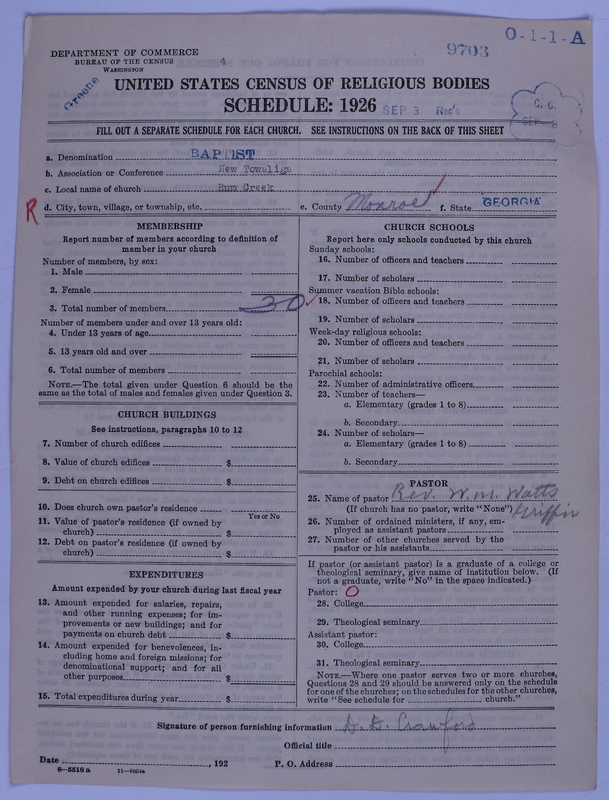 O-1-1-A
9703
DEPARTMENT OF COMMERCE
BUREAU OF THE CENSUS
WASHINGTON
4
Greene
UNITED STATES CENSUS OF RELIGIOUS BODIES
SCHEDULE: 1926
SEP 3 Rec'd
C. C.
SEP 8
FILL OUT A SEPARATE SCHEDULE FOR EACH CHURCH. SEE INSTRUCTIONS ON THE BACK OF THIS SHEET
a. Denomination BAPTIST
b. Association or Conference New Towaliga
c. Local name of church Rum Creek
R d. City, town, village, or township, etc. e. County Monroe f. State GEORGIA
MEMBERSHIP
Report number of members according to definition of
member in your church
Number of members, by sex:
1. Male
2. Female
3. Total number of members 30
Number of members under and over 13 years old:
4. Under 13 years of age
5. 13 years old and over
6. Total number of members
NOTE.—The total given under Question 6 should be the
same as the total of males and females given under Question 3.
CHURCH BUILDINGS
See instructions, paragraphs 10 to 12
7. Number of church edifices
8. Value of church edifices $
9. Debt on church edifices $
10. Does church own pastor's residence
Yes or No
11. Value of pastor's residence (if owned by
church) $
12. Debt on pastor's residence (if owned by
church) $
EXPENDITURES
Amount expended by your church during last fiscal year
13. Amount expended for salaries, repairs,
and other running expenses; for im-
provements or new buildings; and for
payments on church debt $
14. Amount expended for benevolences, in-
cluding home and foreign missions; for
denominational support; and for all
other purposes $
15. Total expenditures during year $
CHURCH SCHOOLS
Report here only schools conducted by this church
Sunday schools:
16. Number of officers and teachers
17. Number of scholars
Summer vacation Bible schools:
18. Number of officers and teachers
19. Number of scholars
Week-day religious schools:
20. Number of officers and teachers
21. Number of scholars
Parochial schools:
22. Number of administrative officers
23. Number of teachers—
a. Elementary (grades 1 to 8)
b. Secondary
24. Number of scholars—
a. Elementary (grades 1 to 8)
b. Secondary
PASTOR
25. Name of pastor Rev. W. M. Watts
(If church has no pastor, write "None") Griffin
26. Number of ordained ministers, if any, em-
ployed as assistant pastors
27. Number of other churches served by the
pastor or his assistants
If pastor (or assistant pastor) is a graduate of a college or
theological seminary, give name of institution below. (If
not a graduate, write "No" in the space indicated.)
Pastor: O
28. College
29. Theological seminary
Assistant pastor:
30. College
31. Theological seminary
NOTE.—Where one pastor serves two or more churches,
Questions 28 and 29 should be answered only on the schedule
for one of the churches; on the schedules for the other churches,
write "See schedule for church."
Signature of person furnishing information Crawford
Official title
Date , 192 P. O. Address
8—5518a 11—9054a